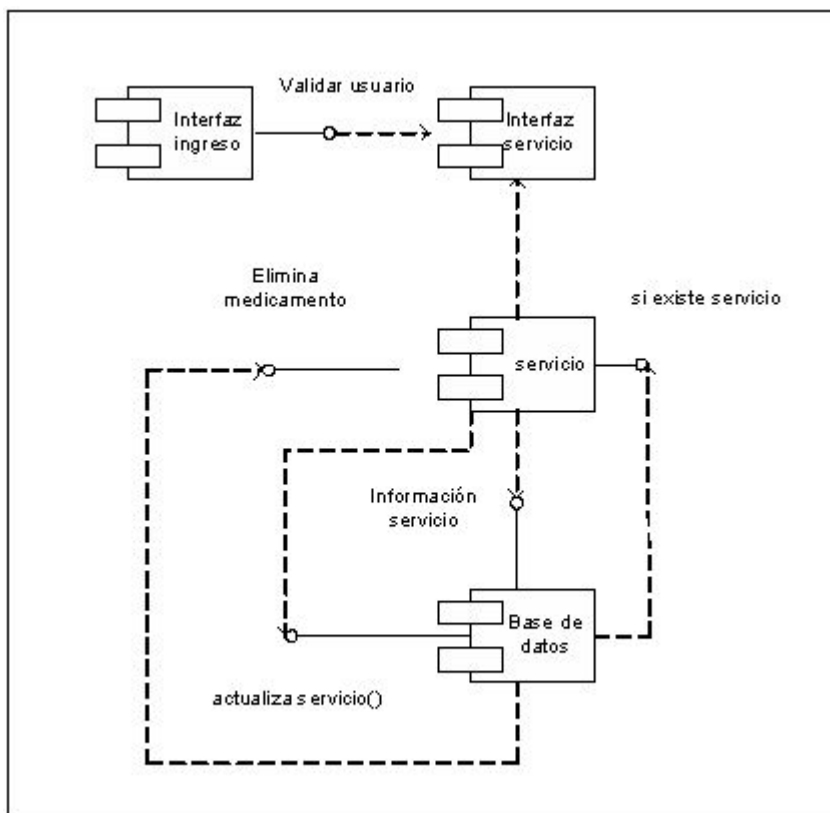 Validar usuario
Interfaz
ingreso
Interfaz
servicio
Elimina
medicamento
si existe servicio
servicio
Información
servicio
Base de
datos
actualiza servicio()